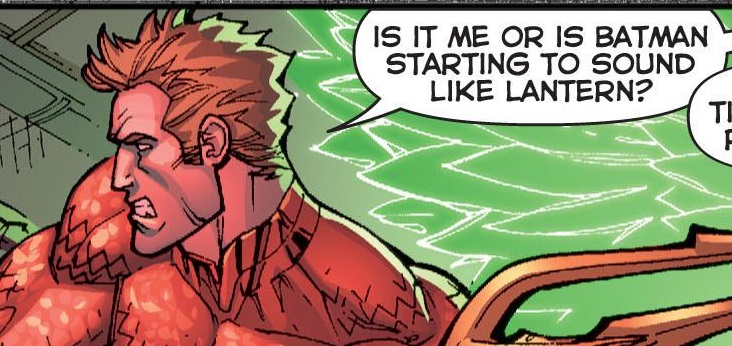 IS IT ME OR IS BATMAN
STARTING TO SOUND
LIKE LANTERN?